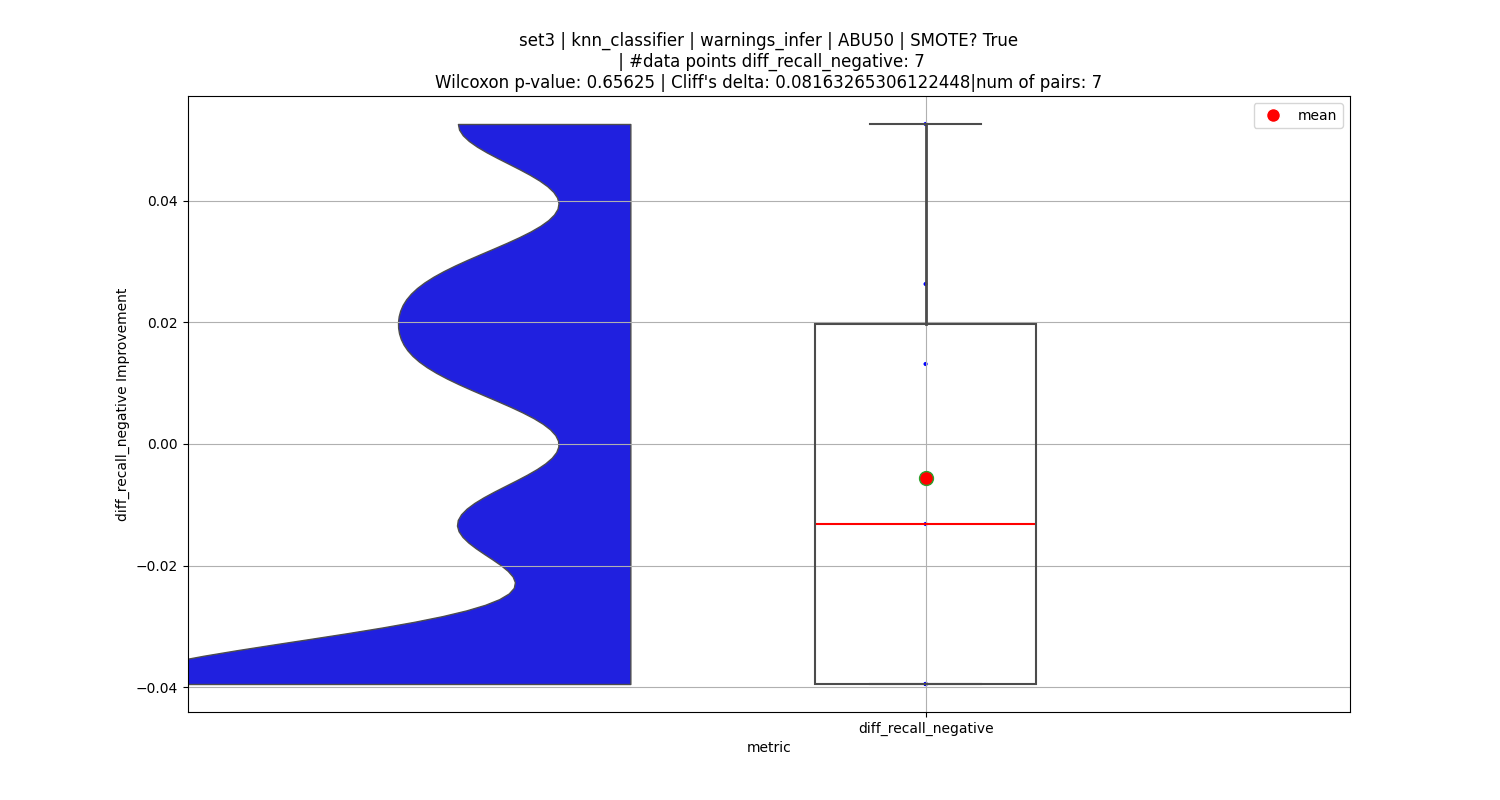 set3 | knn_classifier | warnings_infer | ABU50 | SMOTE? True
| #data points diff_recall_negative: 7
Wilcoxon p-value: 0.65625 | Cliff's delta: 0.08163265306122448|num of pairs: 7
mean
0.04
0.02
0.00
−0.02
−0.04
diff_recall_negative Improvement
diff_recall_negative
metric